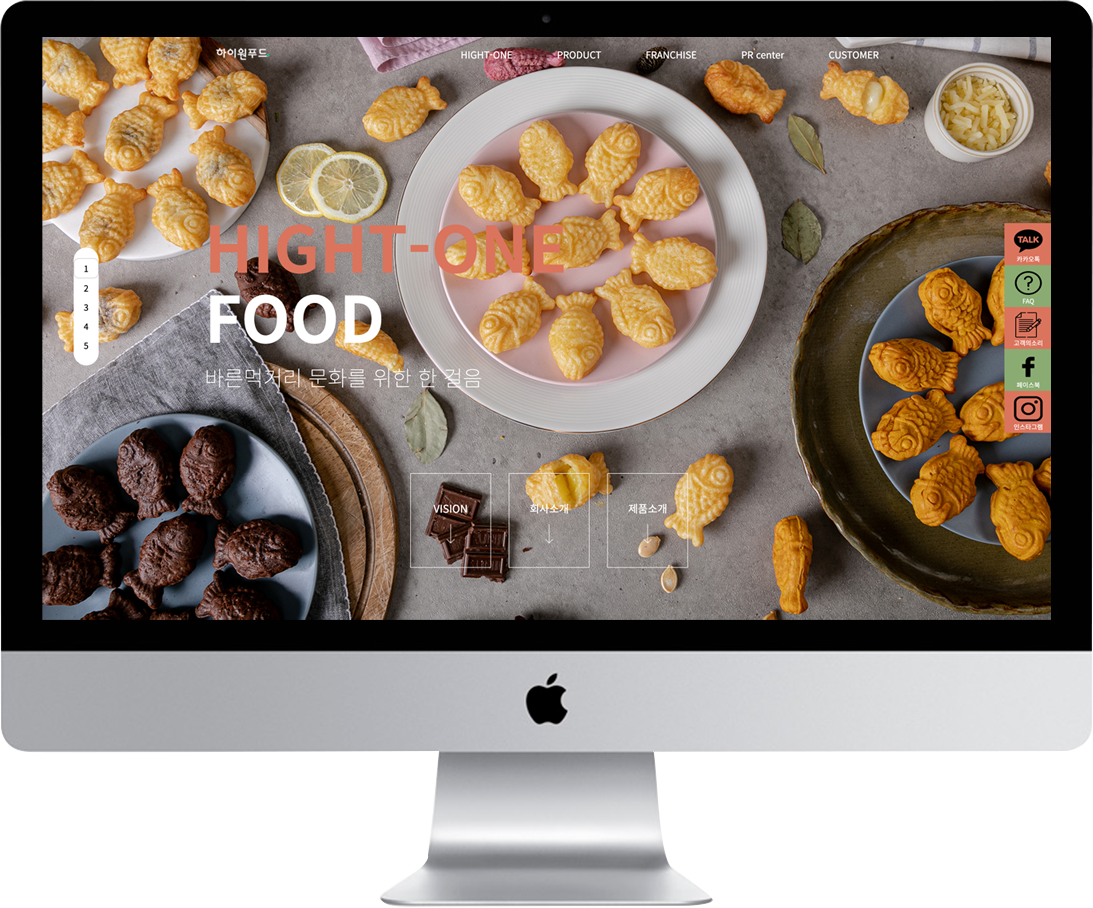 하이원푸드
HIGHT-ONE PRODUCT FRANCHISE PR center CUSTOMER
HIGHT-ONE
FOOD
바른먹거리 문화를 위한 한 걸음
1
2
3
4
5
TALK
카카오톡
?
FAQ
고객의소리
f
페이스북
인스타그램
VISION 회사소개 제품소개